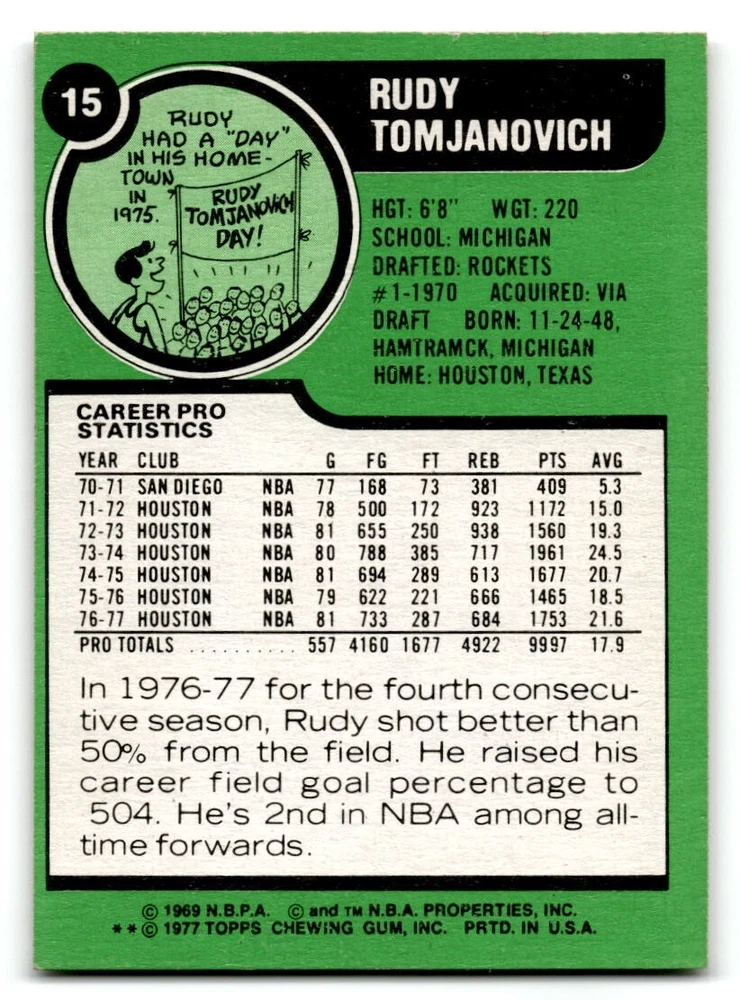 15
RUDY
TOMJANOVICH
RUDY
HAD A "DAY"
IN HIS HOME-
TOWN
IN
1975.
RUDY
TOMJANOVICH
DAY!
HGT: 6'8" WGT: 220
SCHOOL: MICHIGAN
DRAFTED: ROCKETS
#1-1970 ACQUIRED: VIA
DRAFT BORN: 11-24-48,
HAMTRAMCK, MICHIGAN
HOME: HOUSTON, TEXAS
CAREER PRO
STATISTICS
YEAR CLUB G FG FT REB PTS AVG
70-71 SAN DIEGO NBA 77 168 73 381 409 5.3
71-72 HOUSTON NBA 78 500 172 923 1172 15.0
72-73 HOUSTON NBA 81 655 250 938 1560 19.3
73-74 HOUSTON NBA 80 788 385 717 1961 24.5
74-75 HOUSTON NBA 81 694 289 613 1677 20.7
75-76 HOUSTON NBA 79 622 221 666 1465 18.5
76-77 HOUSTON NBA 81 733 287 684 1753 21.6
PRO TOTALS .......... 557 4160 1677 4922 9997 17.9
In 1976-77 for the fourth consecu-
tive season, Rudy shot better than
50% from the field. He raised his
career field goal percentage to
504. He's 2nd in NBA among all-
time forwards.
© 1969 N.B.P.A. © and TM N.B.A. PROPERTIES, INC.
**© 1977 TOPPS CHEWING GUM, INC. PRTD. IN U.S.A.